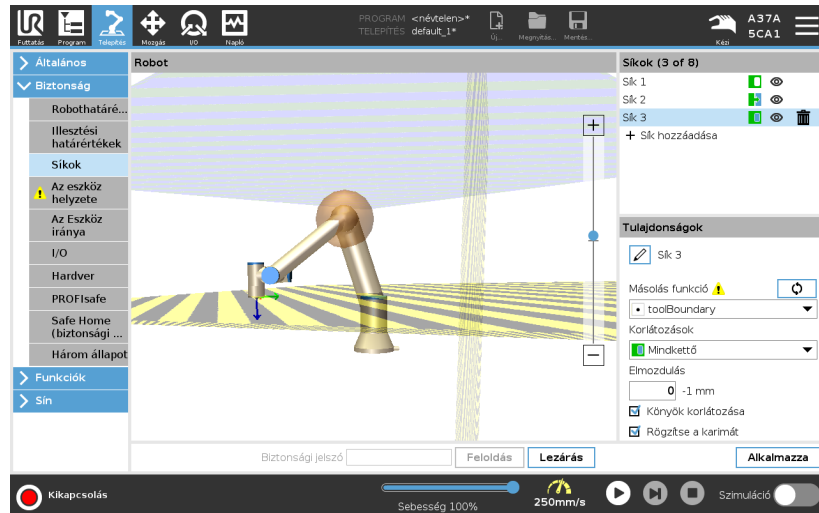 PROGRAM <névtelen>*
TELEPÍTÉS default_1*
Futtatás
Program
Telepítés
Mozgás
I/O
Napló
Új...
Megnyitás...
Mentés...
Kézi
A37A
5CA1
Általános
Biztonság
Robothatáré...
Illesztési
határértékek
Síkok
Az eszköz
helyzete
Az Eszköz
iránya
I/O
Hardver
PROFIsafe
Safe Home
(biztonsági ...
Három állapot
Funkciók
Sín
Robot
Biztonsági jelszó
Feloldás
Lezárás
Síkok (3 of 8)
Sík 1
Sík 2
Sík 3
Sík hozzáadása
Tulajdonságok
Sík 3
Másolás funkció
toolBoundary
Korlátozások
Mindkettő
Elmozdulás
0 -1 mm
Könyök korlátozása
Rögzítse a karimát
Alkalmazza
Kikapcsolás
Sebesség 100%
250mm/s
Szimuláció